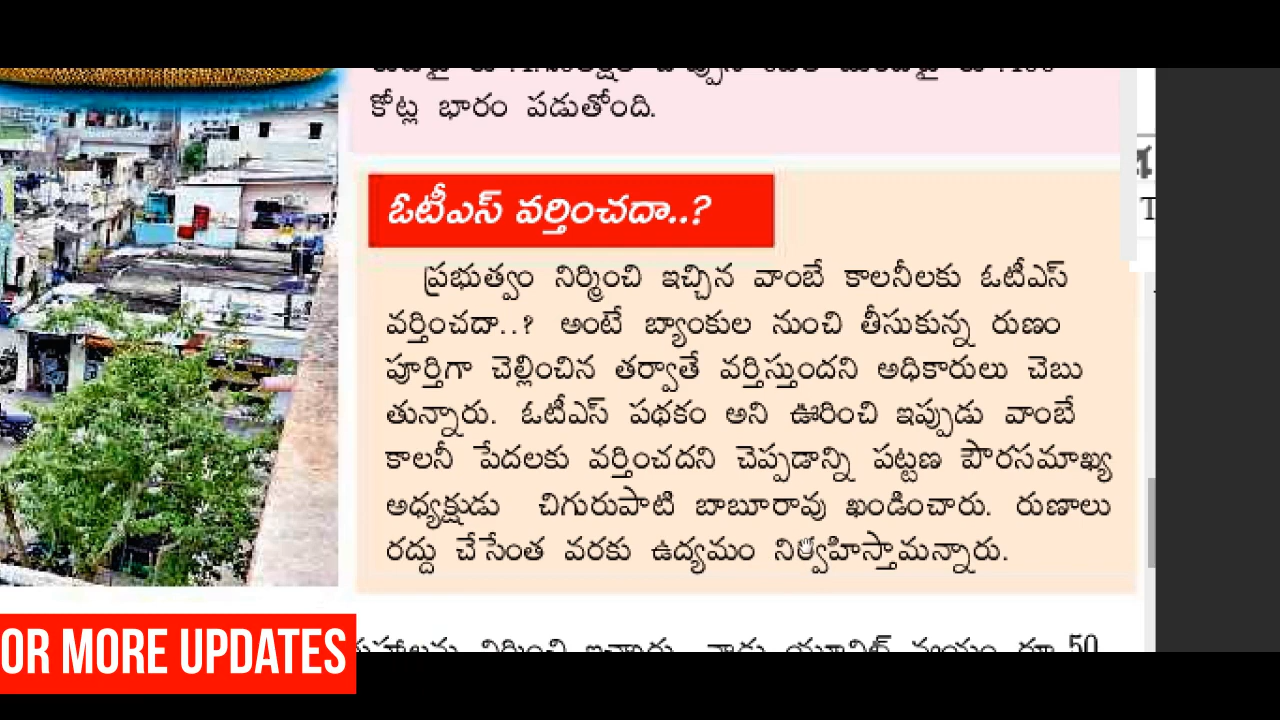 కోట్ల భారం పడుతోంది.
ఓటీఎస్ వర్తించదా..?
ప్రభుత్వం నిర్మించి ఇచ్చిన వాంబే కాలనీలకు ఓటీఎస్
వర్తించదా..? అంటే బ్యాంకుల నుంచి తీసుకున్న రుణం
పూర్తిగా చెల్లించిన తర్వాతే వర్తిస్తుందని అధికారులు చెబు
తున్నారు. ఓటీఎస్ పథకం అని ఊరించి ఇప్పుడు వాంబే
కాలనీ పేదలకు వర్తించదని చెప్పడాన్ని పట్టణ పౌరసమాఖ్య
అధ్యక్షుడు చిగురుపాటి బాబూరావు ఖండించారు. రుణాలు
రద్దు చేసేంత వరకు ఉద్యమం నిర్వహిస్తామన్నారు.
OR MORE UPDATES